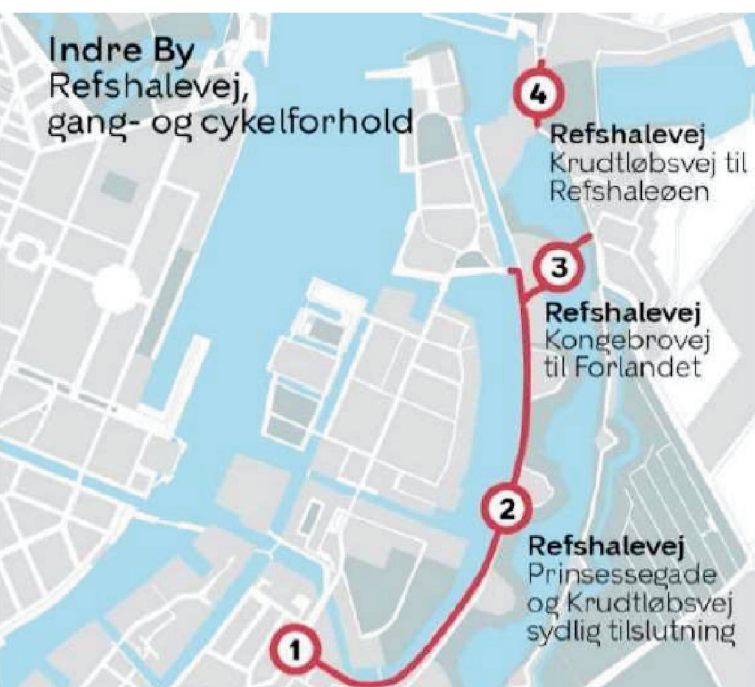 Indre By
Refshalevej,
gang- og cykelforhold
4
Refshalevej
Krudtløbsvej til
Refshaleøen
3
Refshalevej
Kongebrovej
til Forlandet
2
Refshalevej
Prinsessegade
og Krudtløbsvej
sydlig tilslutning
1